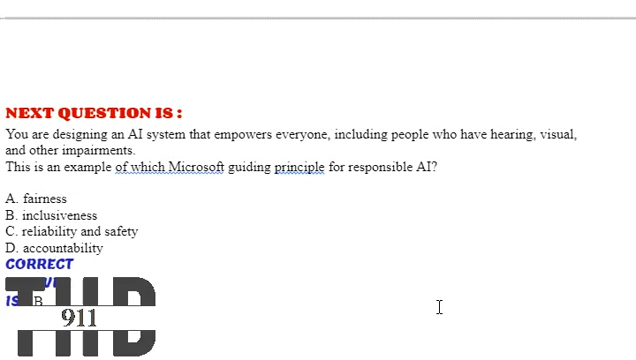 NEXT QUESTION IS :
You are designing an AI system that empowers everyone, including people who have hearing, visual,
and other impairments.
This is an example of which Microsoft guiding principle for responsible AI?
A. fairness
B. inclusiveness
C. reliability and safety
D. accountability
CORRECT
IS B
THD
911